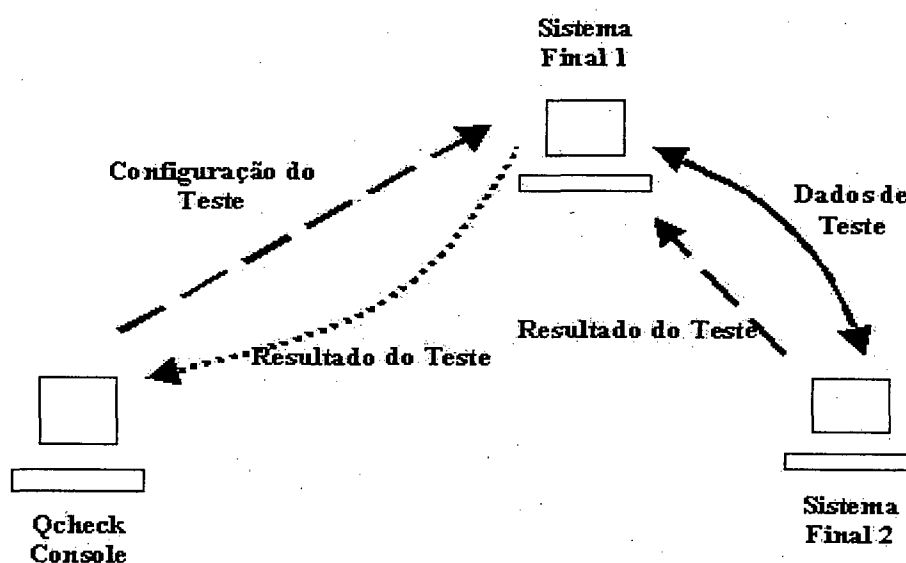 Sistema
Final 1
Configuração do
Teste
Dados de
Teste
Resultado do Teste
Resultado do Teste
Qcheck
Console
Sistema
Final 2